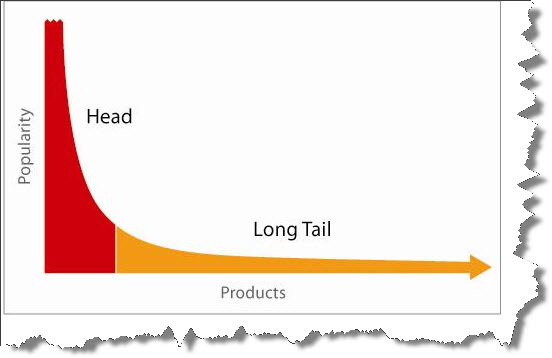 Head
Popularity
Long Tail
Products